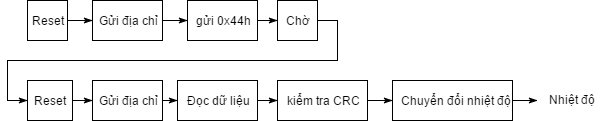 Reset
Gửi địa chỉ
gửi 0x44h
Chờ
Reset
Gửi địa chỉ
Đọc dữ liệu
kiểm tra CRC
Chuyển đổi nhiệt độ
Nhiệt độ